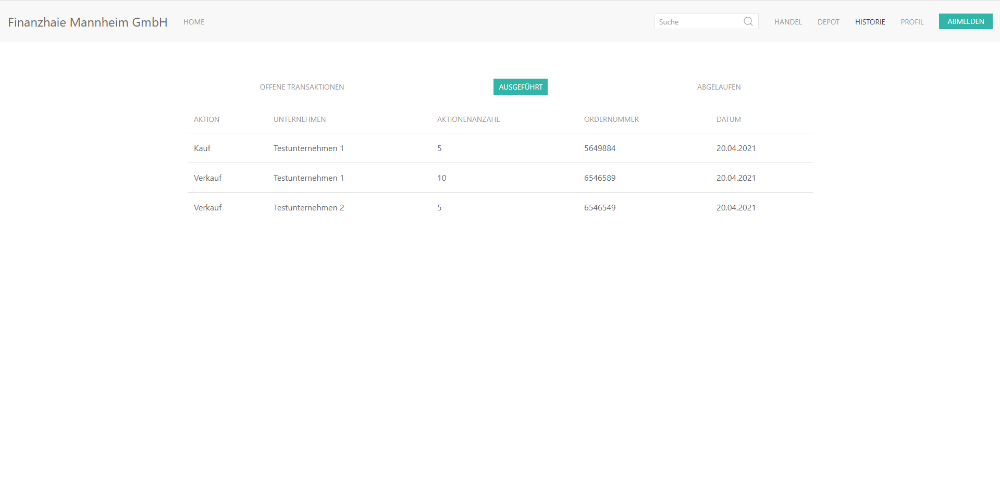 Finanzhaie Mannheim GmbH HOME Suche HANDEL DEPOT HISTORIE PROFIL ABMELDEN
OFFENE TRANSAKTIONEN AUSGEFÜHRT ABGELAUFEN
AKTION UNTERNEHMEN AKTIONENANZAHL ORDERNUMMER DATUM
Kauf Testunternehmen 1 5 5649884 20.04.2021
Verkauf Testunternehmen 1 10 6546589 20.04.2021
Verkauf Testunternehmen 2 5 6546549 20.04.2021